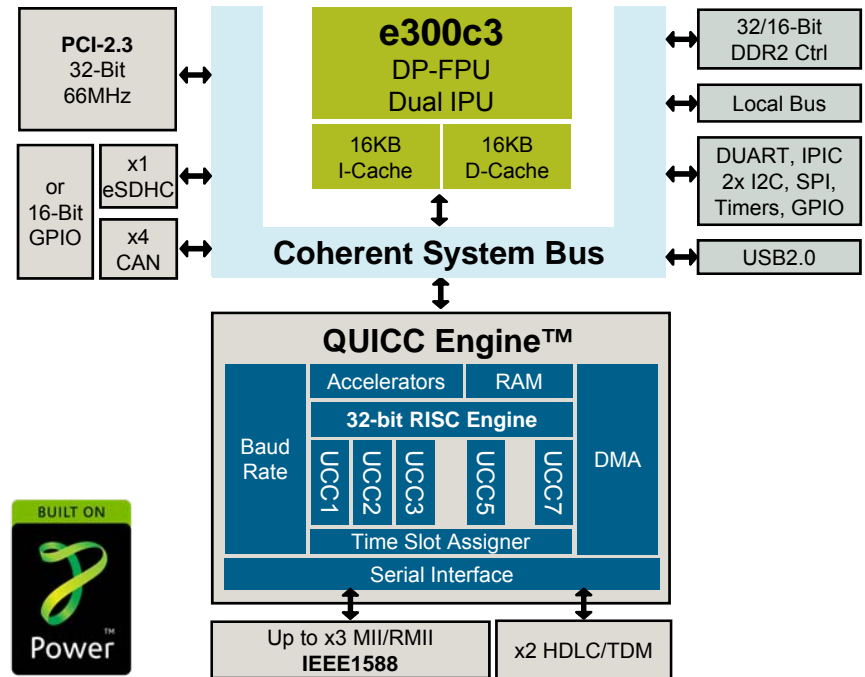 PCI-2.3
32-Bit
66MHz
or
16-Bit
GPIO
x1
eSDHC
x4
CAN
e300c3
DP-FPU
Dual IPU
16KB
I-Cache
16KB
D-Cache
Coherent System Bus
32/16-Bit
DDR2 Ctrl
Local Bus
DUART, IPIC
2x I2C, SPI,
Timers, GPIO
USB2.0
QUICC Engine™
Accelerators
RAM
32-bit RISC Engine
Baud
Rate
UCC1
UCC2
UCC3
UCC5
UCC7
DMA
Time Slot Assigner
Serial Interface
Up to x3 MII/RMII
IEEE1588
x2 HDLC/TDM
BUILT ON
Power™